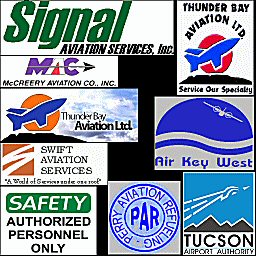 Signal
AVIATION SERVICES, Inc.
MAC
McCREERY AVIATION CO., INC.
THUNDER BAY
AVIATION LTD.
Service Our Specialty
Thunder Bay
Aviation Ltd.
SWIFT
AVIATION
SERVICES
"A World of Services under one roof"
Air Key West
SAFETY
AUTHORIZED
PERSONNEL
ONLY
PERRY AVIATION REFUELING
PAR
TUCSON
AIRPORT AUTHORITY